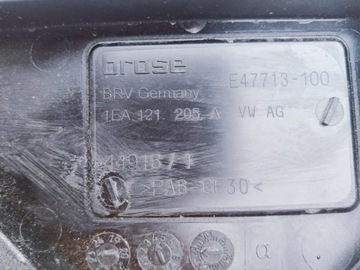 brose E47713-100
BRV Germany
1EA.121.205.A VW AG
>PA6-GF30<
α